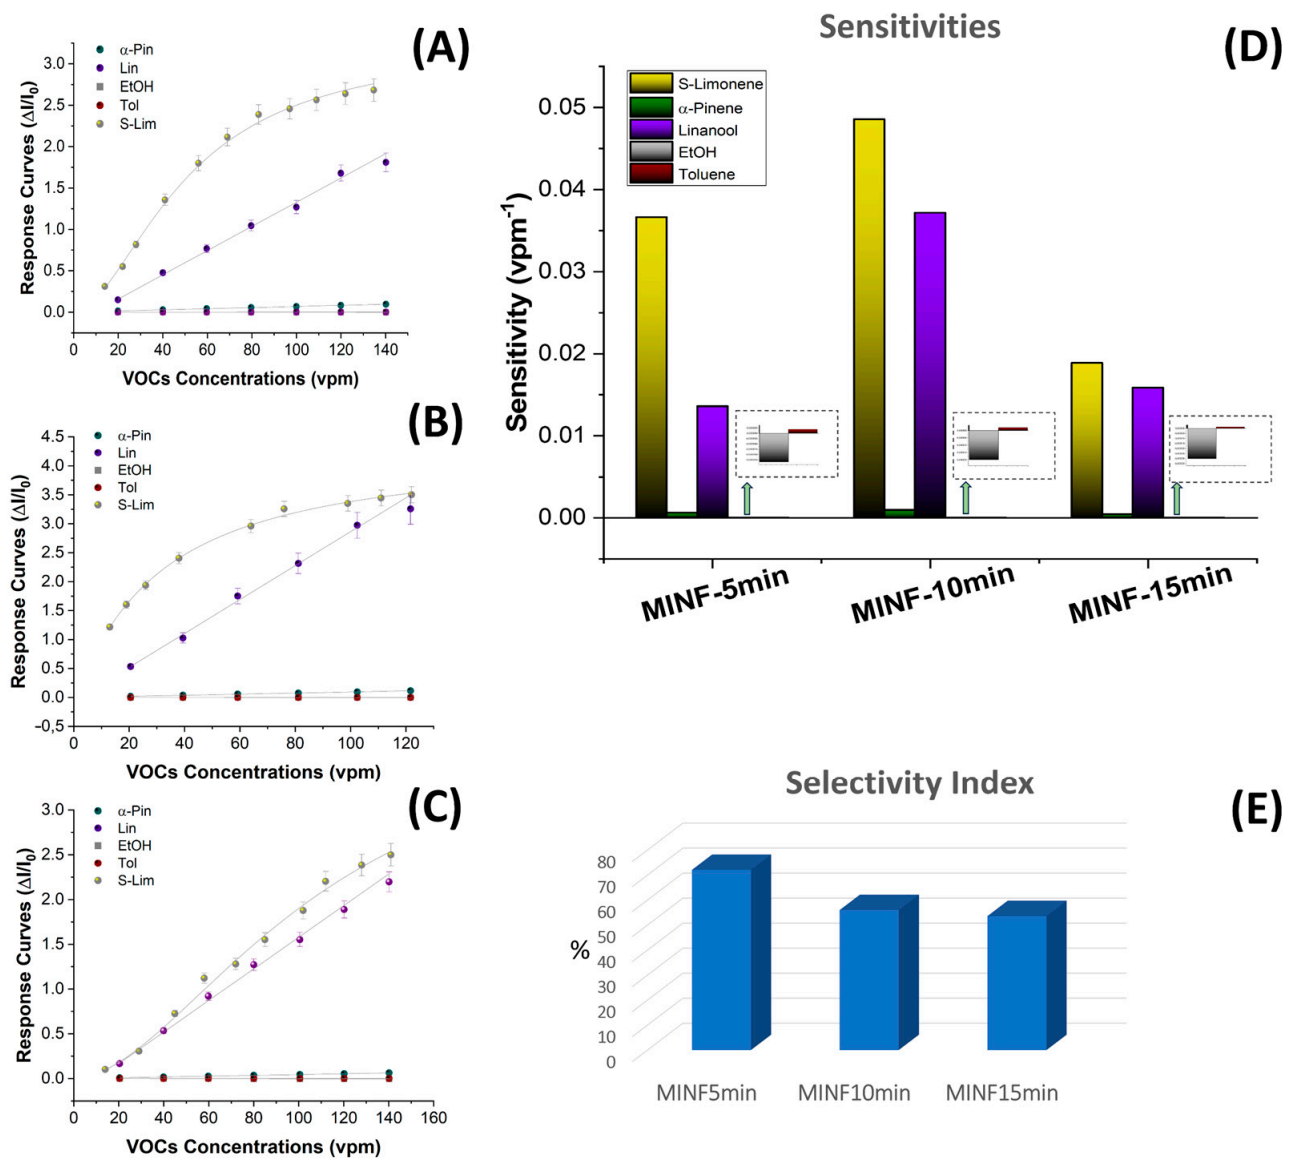 (A)
α-Pin
Lin
EtOH
Tol
S-Lim
Response Curves (ΔI/I0)
3.0
2.5
2.0
1.5
1.0
0.5
0.0
0 20 40 60 80 100 120 140
VOCs Concentrations (vpm)
(B)
α-Pin
Lin
EtOH
Tol
S-Lim
Response Curves (ΔI/I0)
4.5
4.0
3.5
3.0
2.5
2.0
1.5
1.0
0.5
0.0
-0,5
0 20 40 60 80 100 120
VOCs Concentrations (vpm)
(C)
α-Pin
Lin
EtOH
Tol
S-Lim
Response Curves (ΔI/I0)
3.0
2.5
2.0
1.5
1.0
0.5
0.0
0 20 40 60 80 100 120 140 160
VOCs Concentrations (vpm)
Sensitivities
(D)
S-Limonene
α-Pinene
Linanool
EtOH
Toluene
Sensitivity (vpm-1)
0.05
0.04
0.03
0.02
0.01
0.00
MINF-5min
MINF-10min
MINF-15min
Selectivity Index
(E)
%
80
70
60
50
40
30
20
10
0
MINF5min MINF10min MINF15min